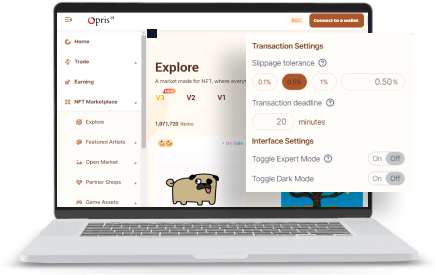 Opris
BSC
Connect to a wallet
Home
Trade
Earning
NFT Marketplace
Explore
Featured Artists
Open Market
Partner Shops
Game Assets
Explore
A market made for NFT, where everyt
V3
V2
V1
1,071,720 Items
On Sale
Transaction Settings
Slippage tolerance
0.1%
0.5%
1%
0.50 %
Transaction deadline
20 minutes
Interface Settings
Toggle Expert Mode
On Off
Toggle Dark Mode
On Off